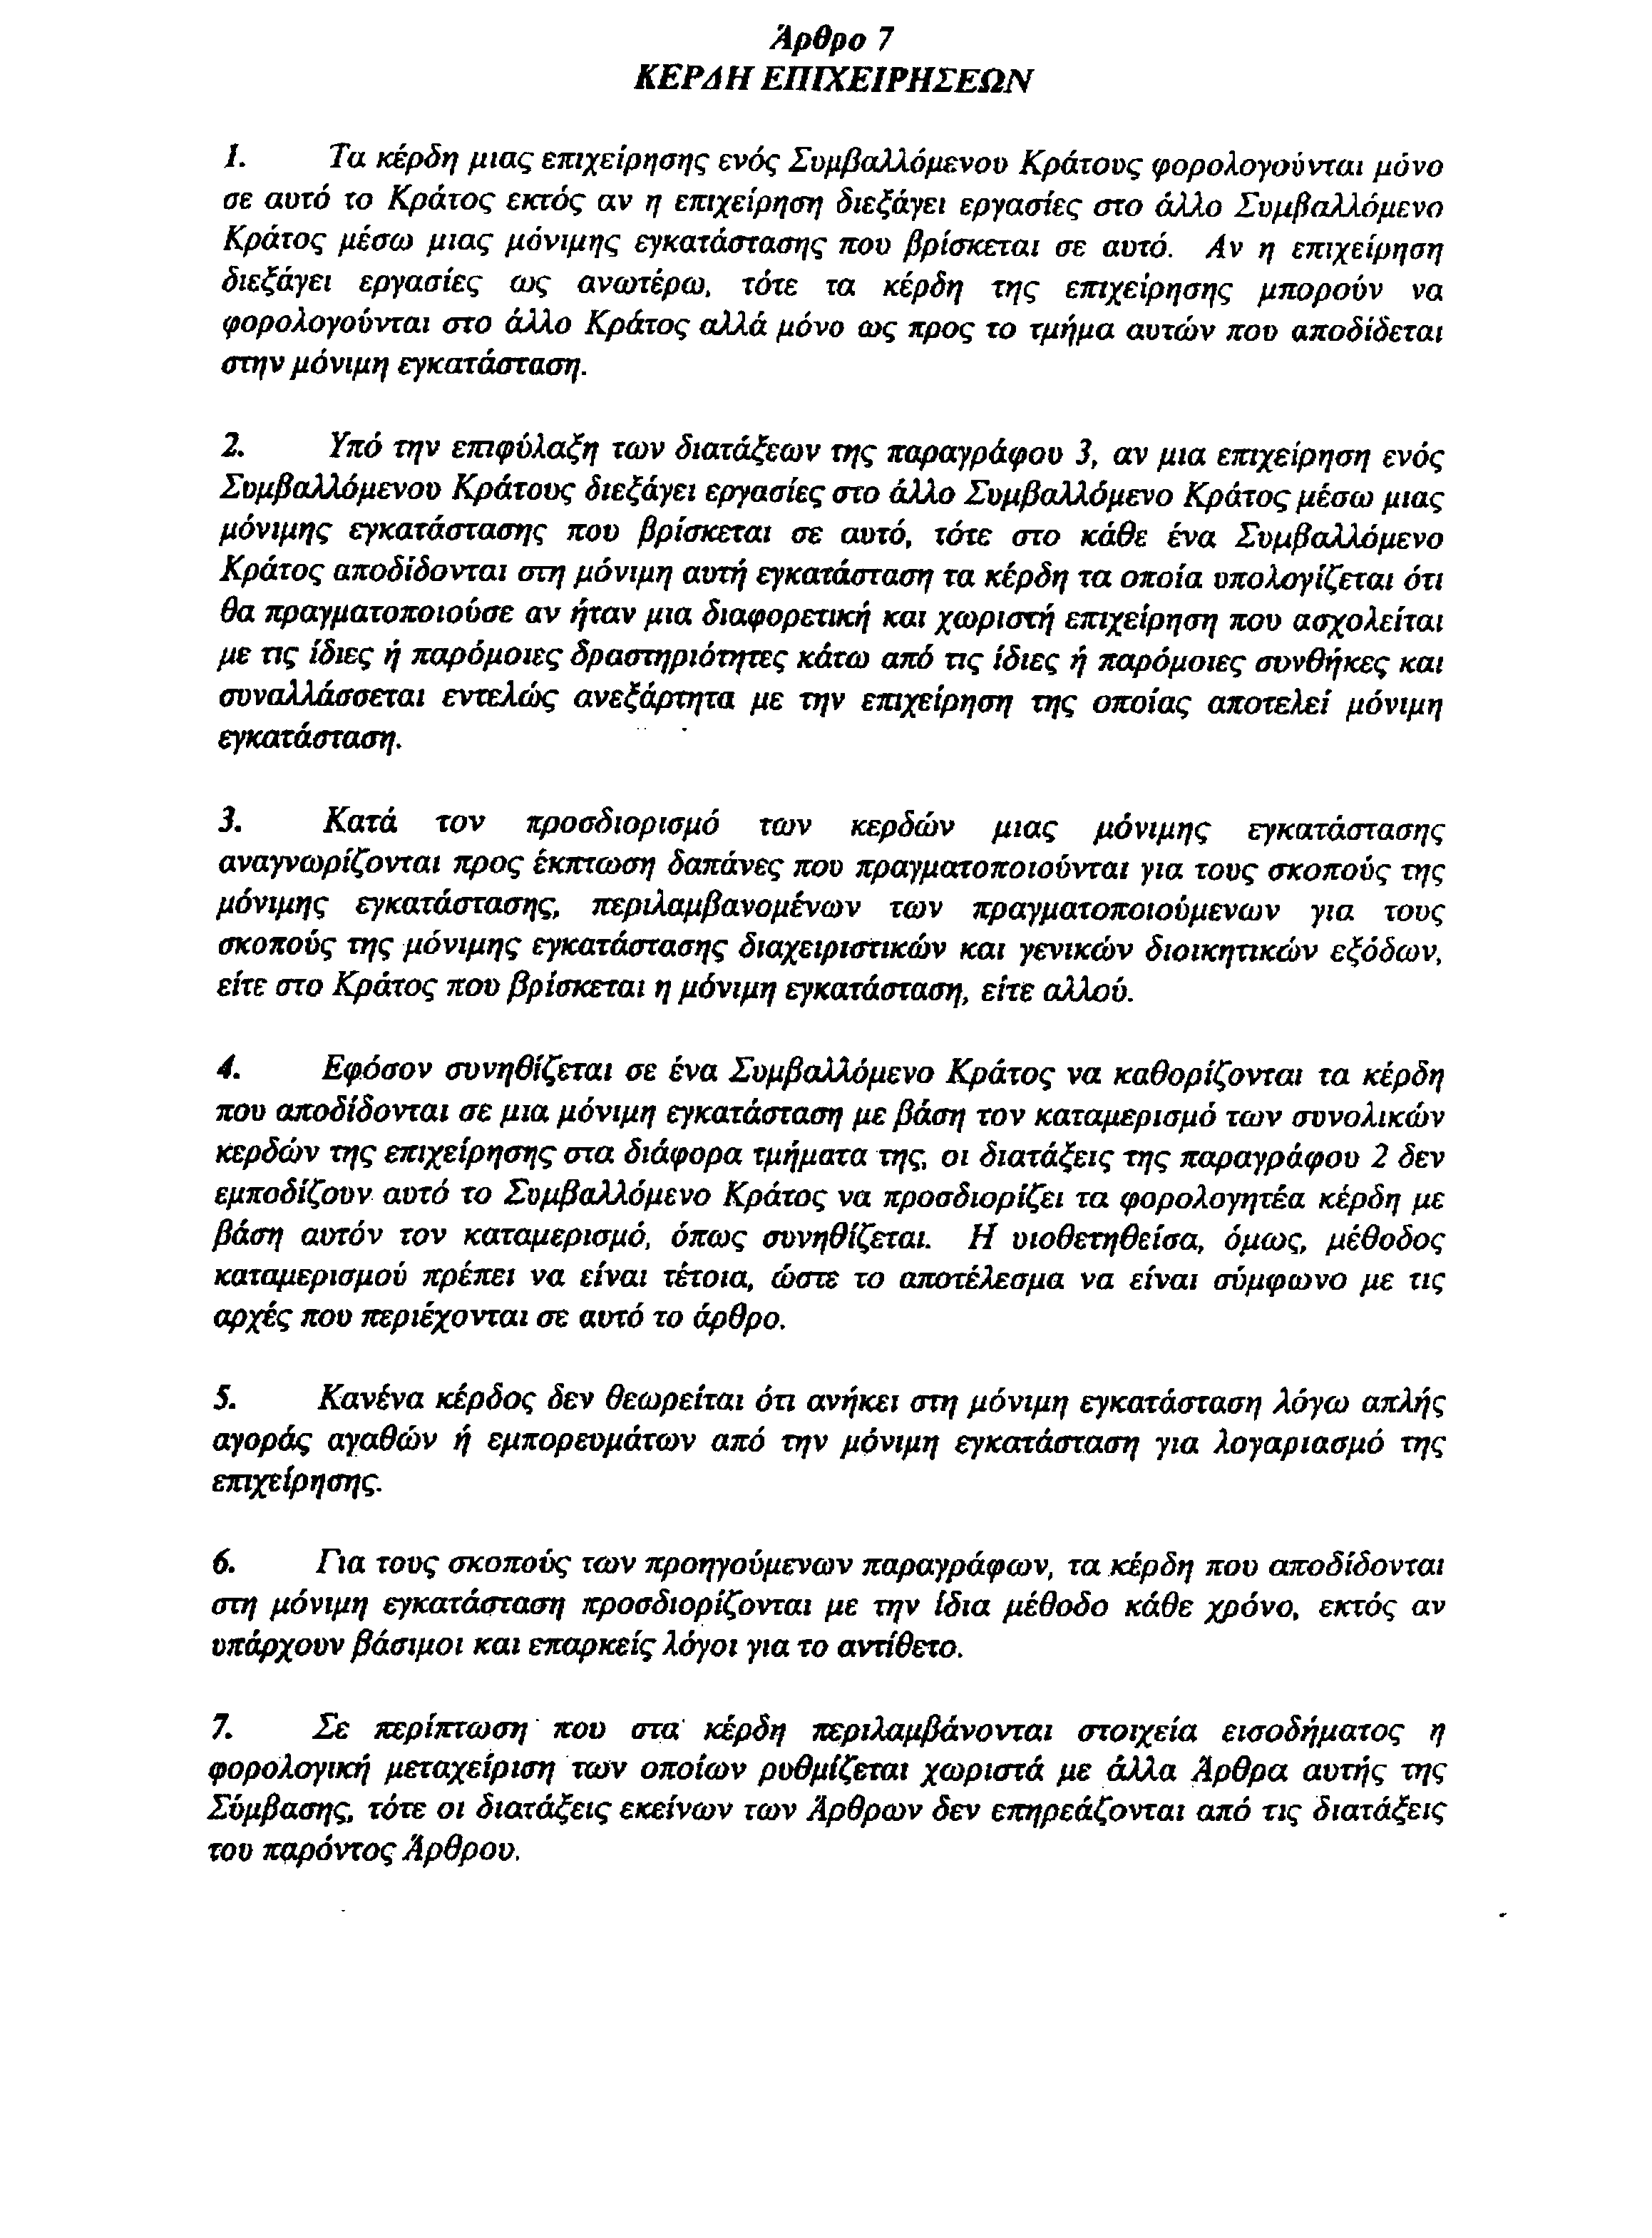 Άρθρο 7
ΚΕΡΔΗ ΕΠΙΧΕΙΡΗΣΕΩΝ
1. Τα κέρδη μιας επιχείρησης ενός Συμβαλλόμενου Κράτους φορολογούνται μόνο
σε αυτό το Κράτος εκτός αν η επιχείρηση διεξάγει εργασίες στο άλλο Συμβαλλόμενο
Κράτος μέσω μιας μόνιμης εγκατάστασης που βρίσκεται σε αυτό. Αν η επιχείρηση
διεξάγει εργασίες ως ανωτέρω, τότε τα κέρδη της επιχείρησης μπορούν να
φορολογούνται στο άλλο Κράτος αλλά μόνο ως προς το τμήμα αυτών που αποδίδεται
στην μόνιμη εγκατάσταση.
2. Υπό την επιφύλαξη των διατάξεων της παραγράφου 3, αν μια επιχείρηση ενός
Συμβαλλόμενου Κράτους διεξάγει εργασίες στο άλλο Συμβαλλόμενο Κράτος μέσω μιας
μόνιμης εγκατάστασης που βρίσκεται σε αυτό, τότε στο κάθε ένα Συμβαλλόμενο
Κράτος αποδίδονται στη μόνιμη αυτή εγκατάσταση τα κέρδη τα οποία υπολογίζεται ότι
θα πραγματοποιούσε αν ήταν μια διαφορετική και χωριστή επιχείρηση που ασχολείται
με τις ίδιες ή παρόμοιες δραστηριότητες κάτω από τις ίδιες ή παρόμοιες συνθήκες και
συναλλάσσεται εντελώς ανεξάρτητα με την επιχείρηση της οποίας αποτελεί μόνιμη
εγκατάσταση.
3. Κατά τον προσδιορισμό των κερδών μιας μόνιμης εγκατάστασης
αναγνωρίζονται προς έκπτωση δαπάνες που πραγματοποιούνται για τους σκοπούς της
μόνιμης εγκατάστασης, περιλαμβανομένων των πραγματοποιούμενων για τους
σκοπούς της μόνιμης εγκατάστασης διαχειριστικών και γενικών διοικητικών εξόδων,
είτε στο Κράτος που βρίσκεται η μόνιμη εγκατάσταση, είτε αλλού.
4. Εφόσον συνηθίζεται σε ένα Συμβαλλόμενο Κράτος να καθορίζονται τα κέρδη
που αποδίδονται σε μια μόνιμη εγκατάσταση με βάση τον καταμερισμό των συνολικών
κερδών της επιχείρησης στα διάφορα τμήματα της, οι διατάξεις της παραγράφου 2 δεν
εμποδίζουν αυτό το Συμβαλλόμενο Κράτος να προσδιορίζει τα φορολογητέα κέρδη με
βάση αυτόν τον καταμερισμό, όπως συνηθίζεται. Η υιοθετηθείσα, όμως, μέθοδος
καταμερισμού πρέπει να είναι τέτοια, ώστε το αποτέλεσμα να είναι σύμφωνο με τις
αρχές που περιέχονται σε αυτό το άρθρο.
5. Κανένα κέρδος δεν θεωρείται ότι ανήκει στη μόνιμη εγκατάσταση λόγω απλής
αγοράς αγαθών ή εμπορευμάτων από την μόνιμη εγκατάσταση για λογαριασμό της
επιχείρησης.
6. Για τους σκοπούς των προηγούμενων παραγράφων, τα κέρδη που αποδίδονται
στη μόνιμη εγκατάσταση προσδιορίζονται με την ίδια μέθοδο κάθε χρόνο, εκτός αν
υπάρχουν βάσιμοι και επαρκείς λόγοι για το αντίθετο.
7. Σε περίπτωση που στα κέρδη περιλαμβάνονται στοιχεία εισοδήματος η
φορολογική μεταχείριση των οποίων ρυθμίζεται χωριστά με άλλα Άρθρα αυτής της
Σύμβασης, τότε οι διατάξεις εκείνων των Άρθρων δεν επηρεάζονται από τις διατάξεις
του παρόντος Άρθρου.